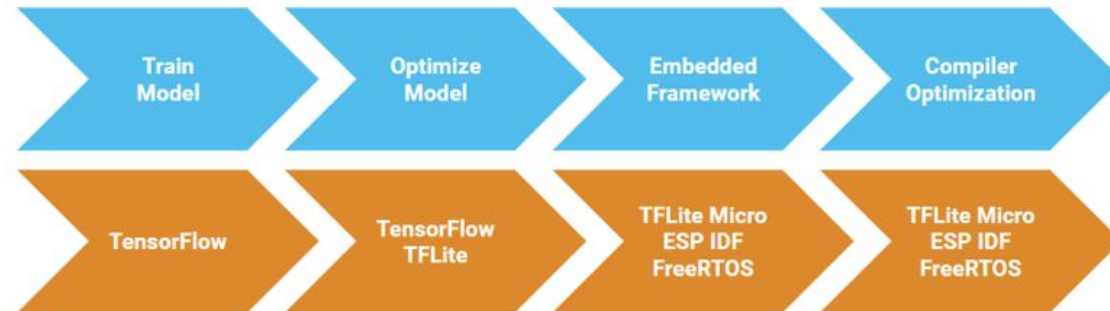 Train
Model
Optimize
Model
Embedded
Framework
Compiler
Optimization
TensorFlow
TensorFlow
TFLite
TFLite Micro
ESP IDF
FreeRTOS
TFLite Micro
ESP IDF
FreeRTOS